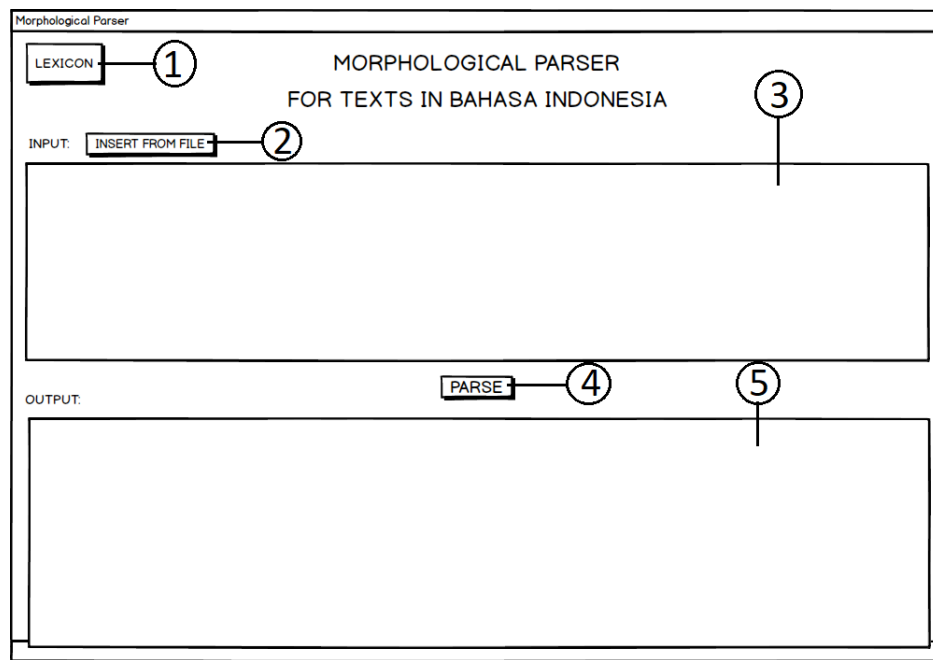 Morphological Parser
LEXICON 1
MORPHOLOGICAL PARSER
FOR TEXTS IN BAHASA INDONESIA
3
INPUT: INSERT FROM FILE 2
PARSE 4
5
OUTPUT: